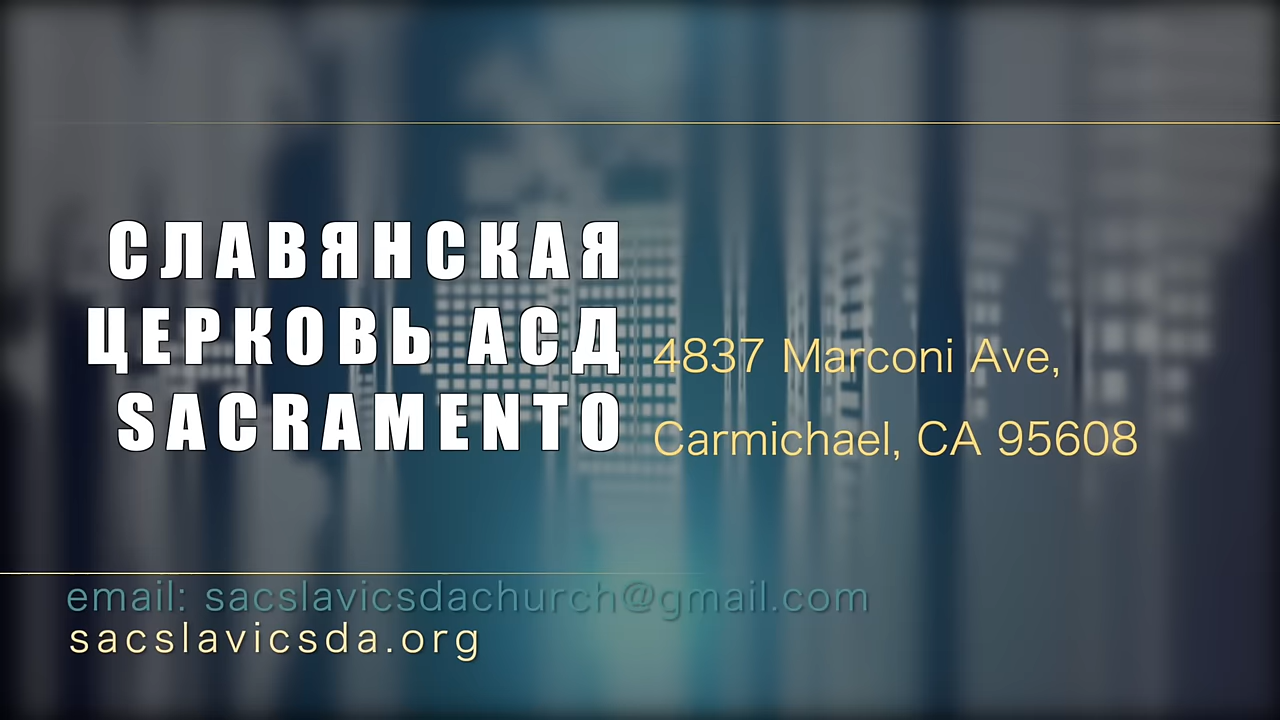 СЛАВЯНСКАЯ
ЦЕРКОВЬ АСД
SACRAMENTO
4837 Marconi Ave,
Carmichael, CA 95608
email: sacslavicsdachurch@gmail.com
sacslavicsda.org